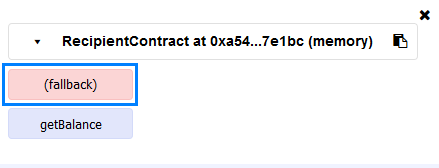 RecipientContract at 0xa54...7e1bc (memory)
(fallback)
getBalance